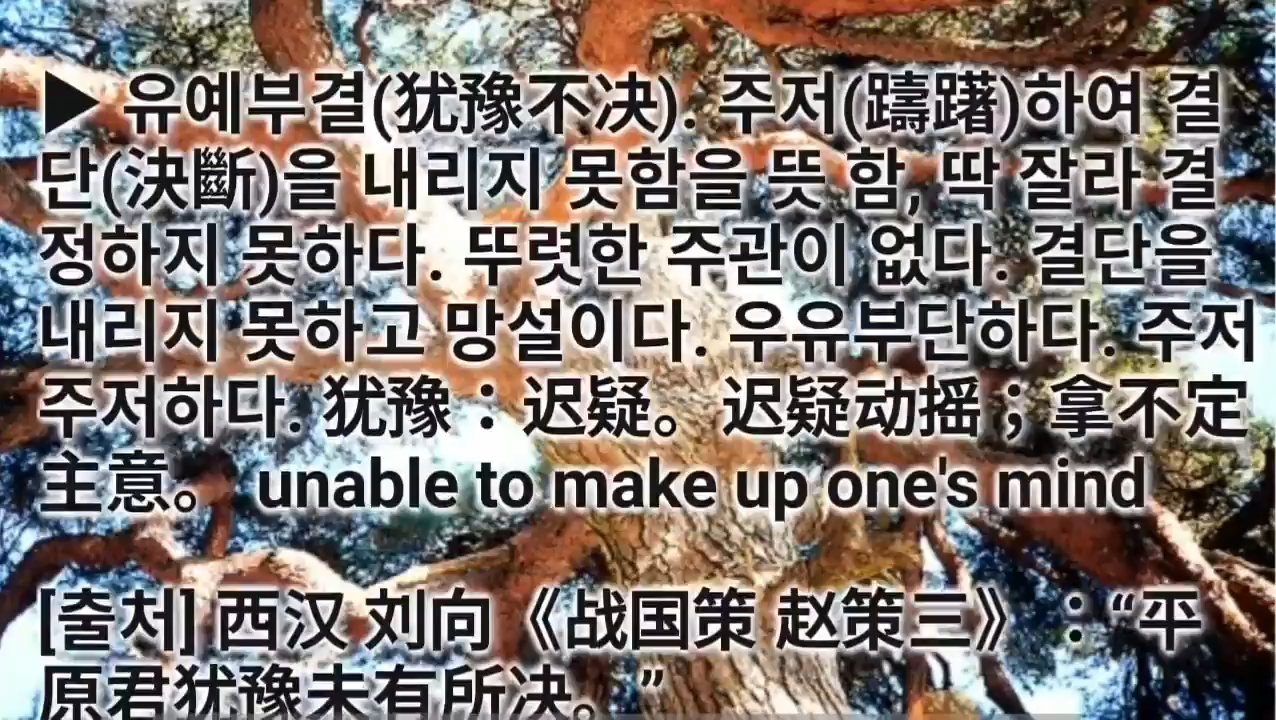 ▶ 유예부결(犹豫不决). 주저(躊躇)하여 결
단(決斷)을 내리지 못함을 뜻 함, 딱 잘라 결
정하지 못하다. 뚜렷한 주관이 없다. 결단을
내리지 못하고 망설이다. 우유부단하다. 주저
주저하다. 犹豫：迟疑。迟疑动摇；拿不定
主意。 unable to make up one's mind
[출처] 西汉 刘向《战国策 赵策三》：“平
原君犹豫未有所决。”